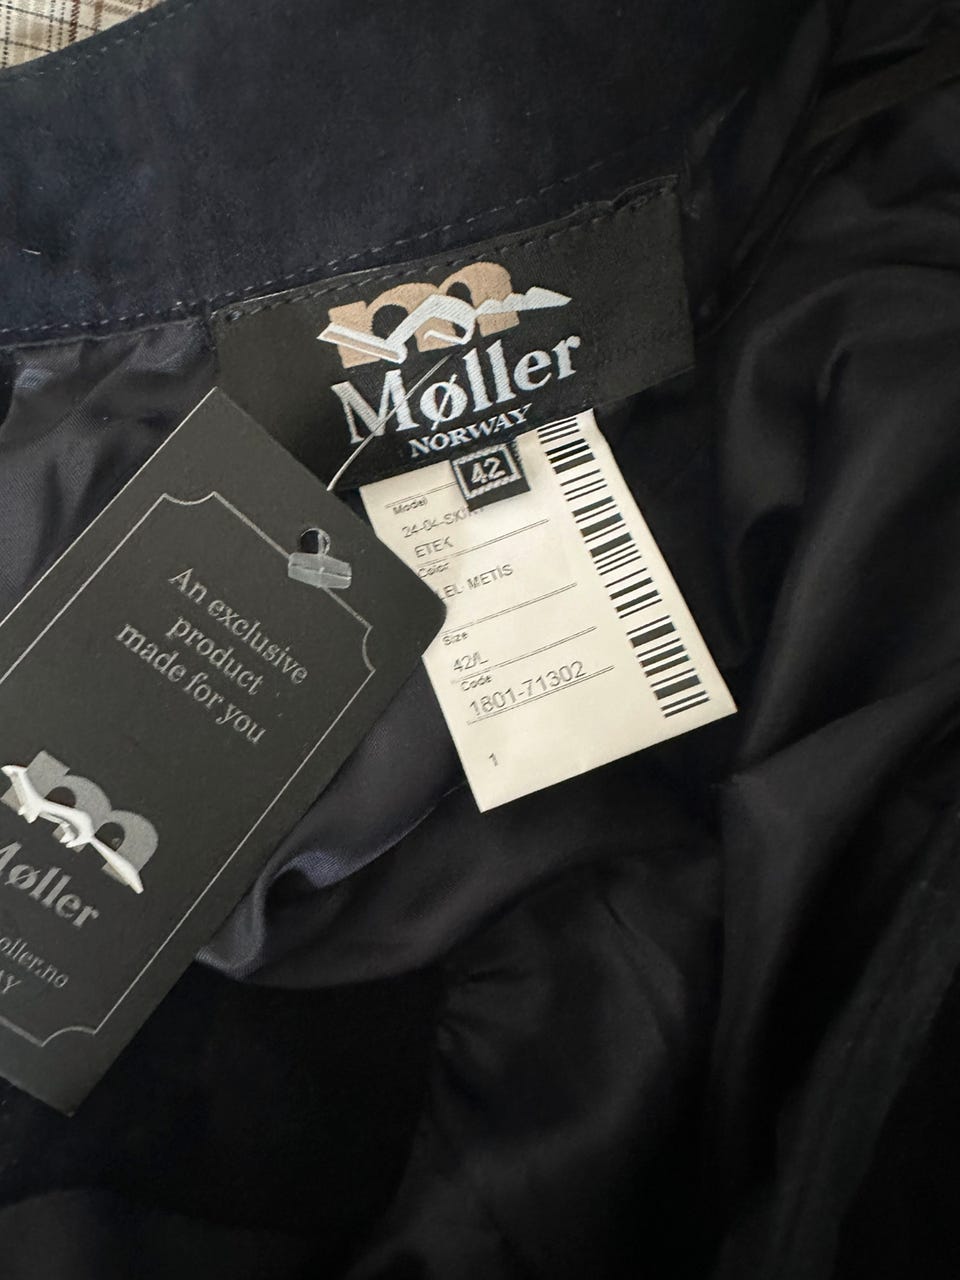 Møller
NORWAY
42
Model
24-04-SKIRT
ETEK
Color
LEL METİS
Size
42/L
Code
1801-71302
1
An exclusive
product
made for you
m
Møller
oller.no
AY